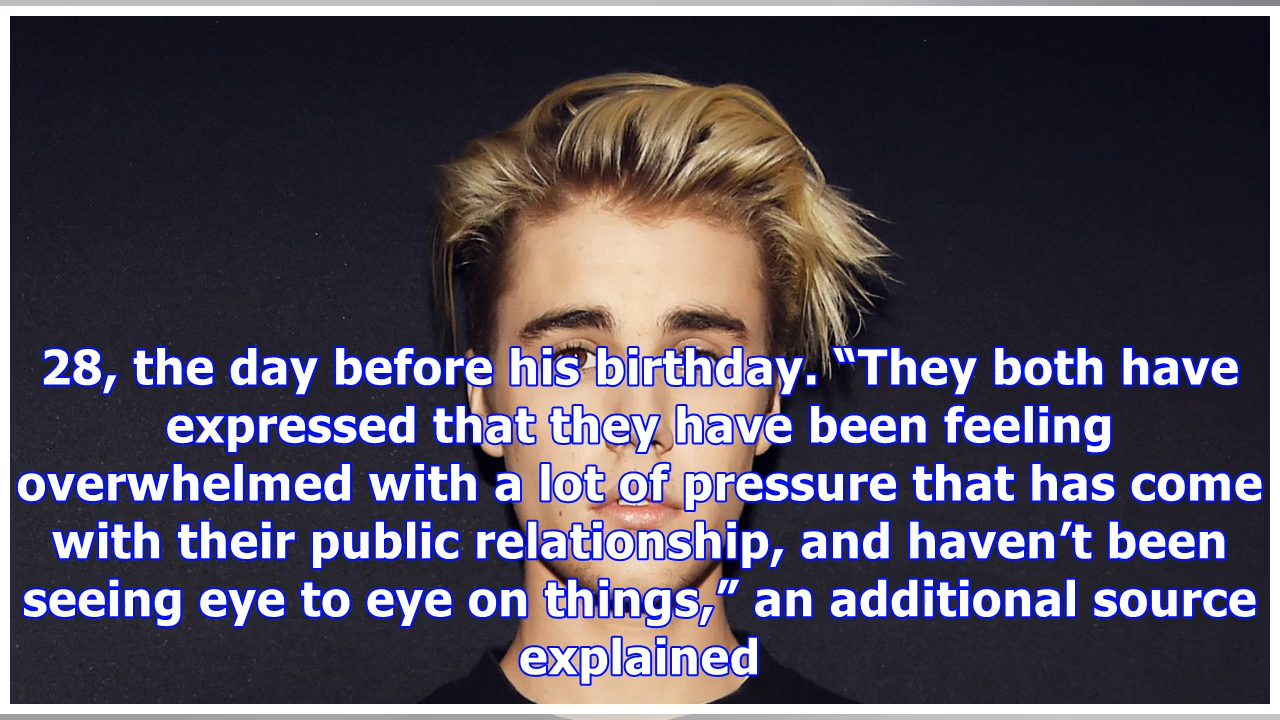 28, the day before his birthday. “They both have
expressed that they have been feeling
overwhelmed with a lot of pressure that has come
with their public relationship, and haven’t been
seeing eye to eye on things,” an additional source
explained